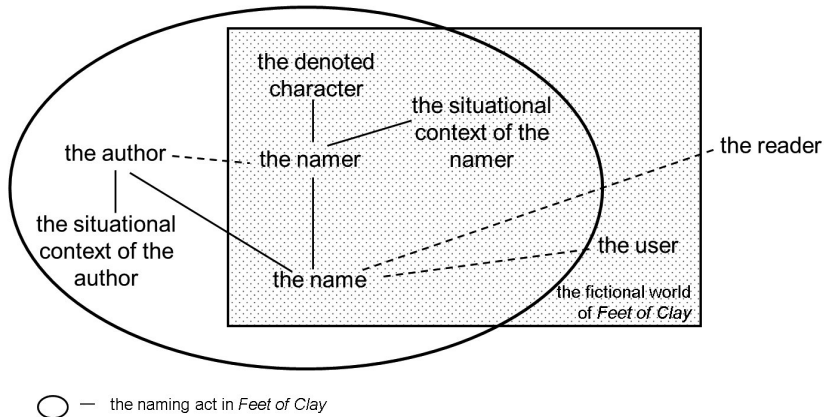 the denoted
character
the situational
context of the
namer
the author
the namer
the reader
the situational
context of the
author
the name
the user
the fictional world
of Feet of Clay
— the naming act in Feet of Clay